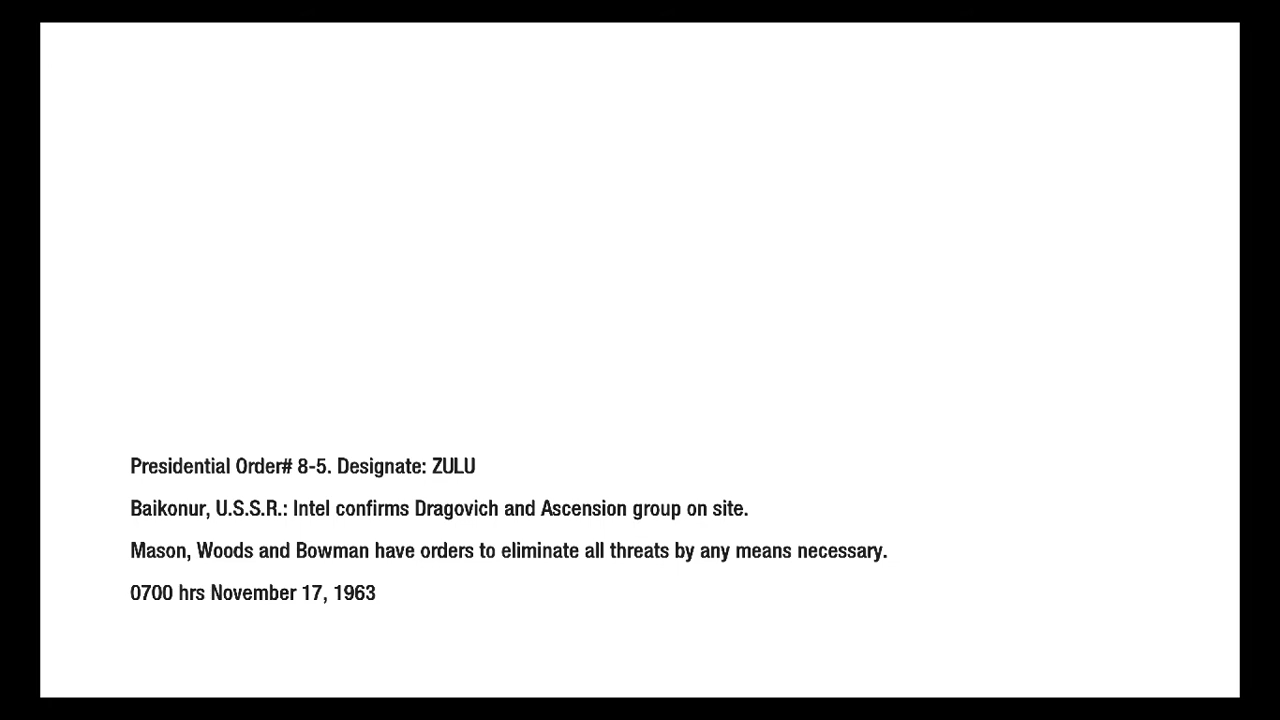 Presidential Order# 8-5. Designate: ZULU
Baikonur, U.S.S.R.: Intel confirms Dragovich and Ascension group on site.
Mason, Woods and Bowman have orders to eliminate all threats by any means necessary.
0700 hrs November 17, 1963